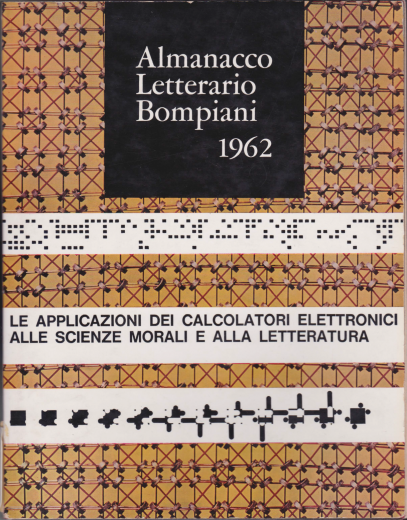 Almanacco
Letterario
Bompiani
1962
LE APPLICAZIONI DEI CALCOLATORI ELETTRONICI
ALLE SCIENZE MORALI E ALLA LETTERATURA